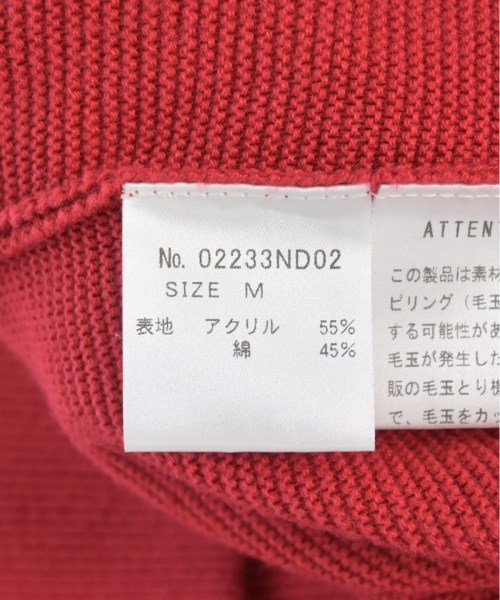 No. 02233ND02
SIZE M
表地 アクリル 55%
綿 45%
ATTENT
この製品は素材
ピリング（毛玉
する可能性があ
毛玉が発生した
販の毛玉とり機
で、毛玉をカッ